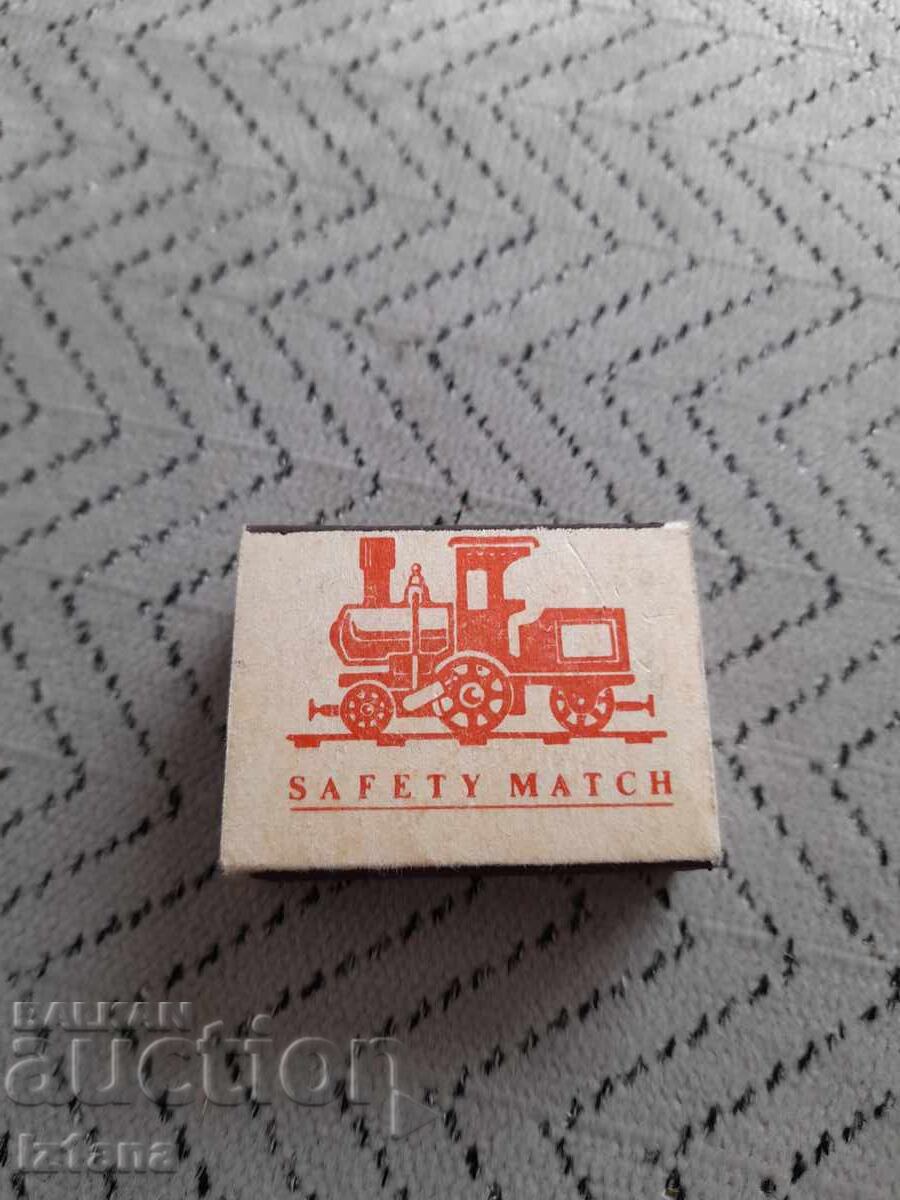 SAFETY MATCH
BALKAN
auction
Iztana